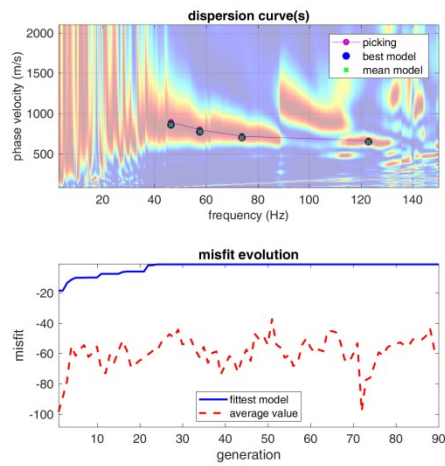 dispersion curve(s)
2000
1500
1000
500
phase velocity (m/s)
picking
best model
mean model
20 40 60 80 100 120 140
frequency (Hz)
misfit evolution
-20
-40
-60
-80
-100
misfit
fittest model
average value
10 20 30 40 50 60 70 80 90
generation